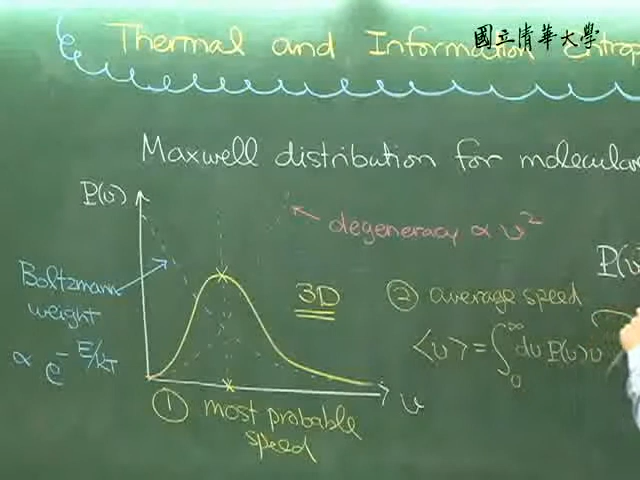 Thermal and Information
國立清華大學
Maxwell distribution for molecular
P(v)
degeneracy ∝ v²
Boltzmann
weight
∝ e^-E/kT
3D
② average speed
<v> = ∫₀^∞ dv P(v) v
P(v
v
① most probable
speed